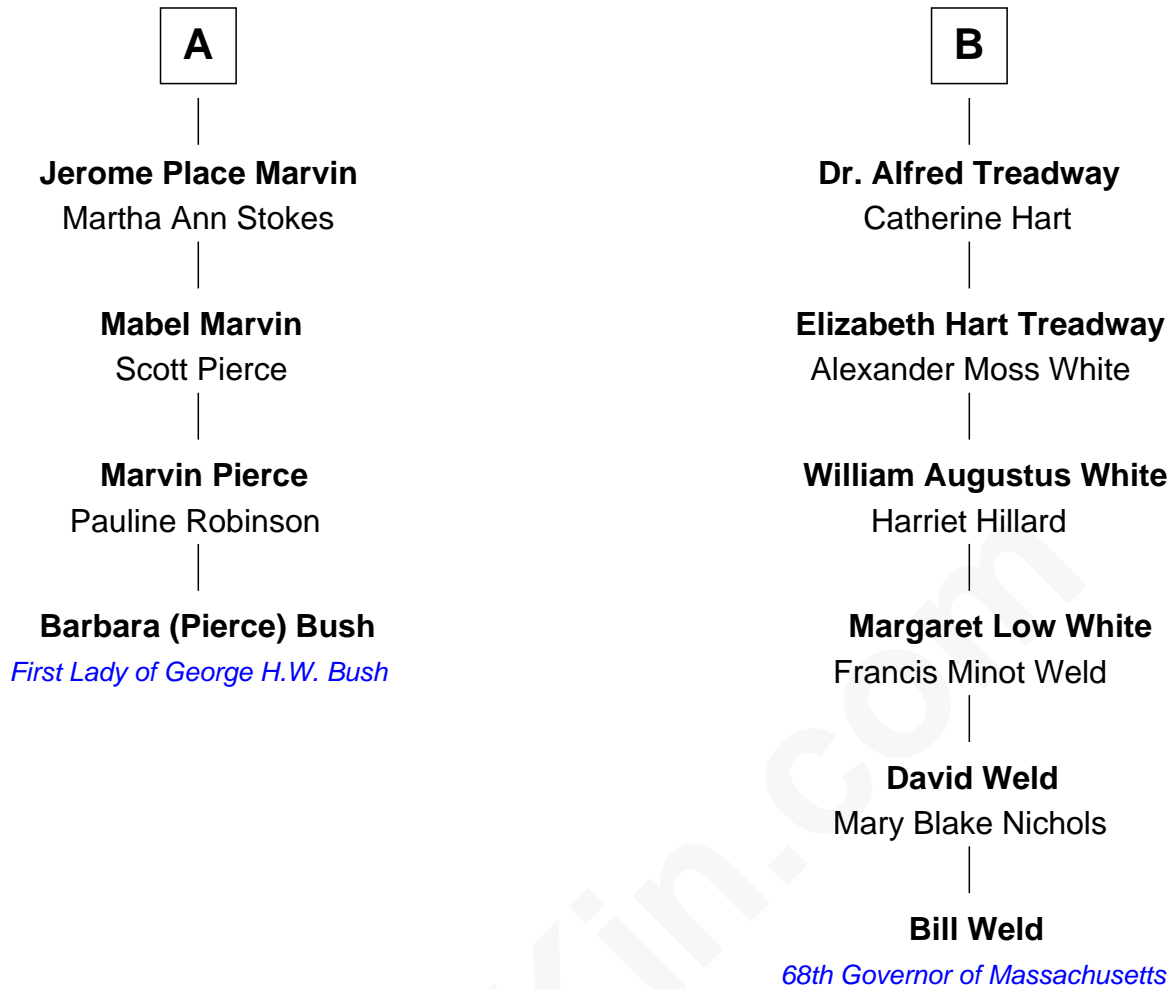 A
Jerome Place Marvin
Martha Ann Stokes
Mabel Marvin
Scott Pierce
Marvin Pierce
Pauline Robinson
Barbara (Pierce) Bush
First Lady of George H.W. Bush
B
Dr. Alfred Treadway
Catherine Hart
Elizabeth Hart Treadway
Alexander Moss White
William Augustus White
Harriet Hillard
Margaret Low White
Francis Minot Weld
David Weld
Mary Blake Nichols
Bill Weld
68th Governor of Massachusetts
Kin.com